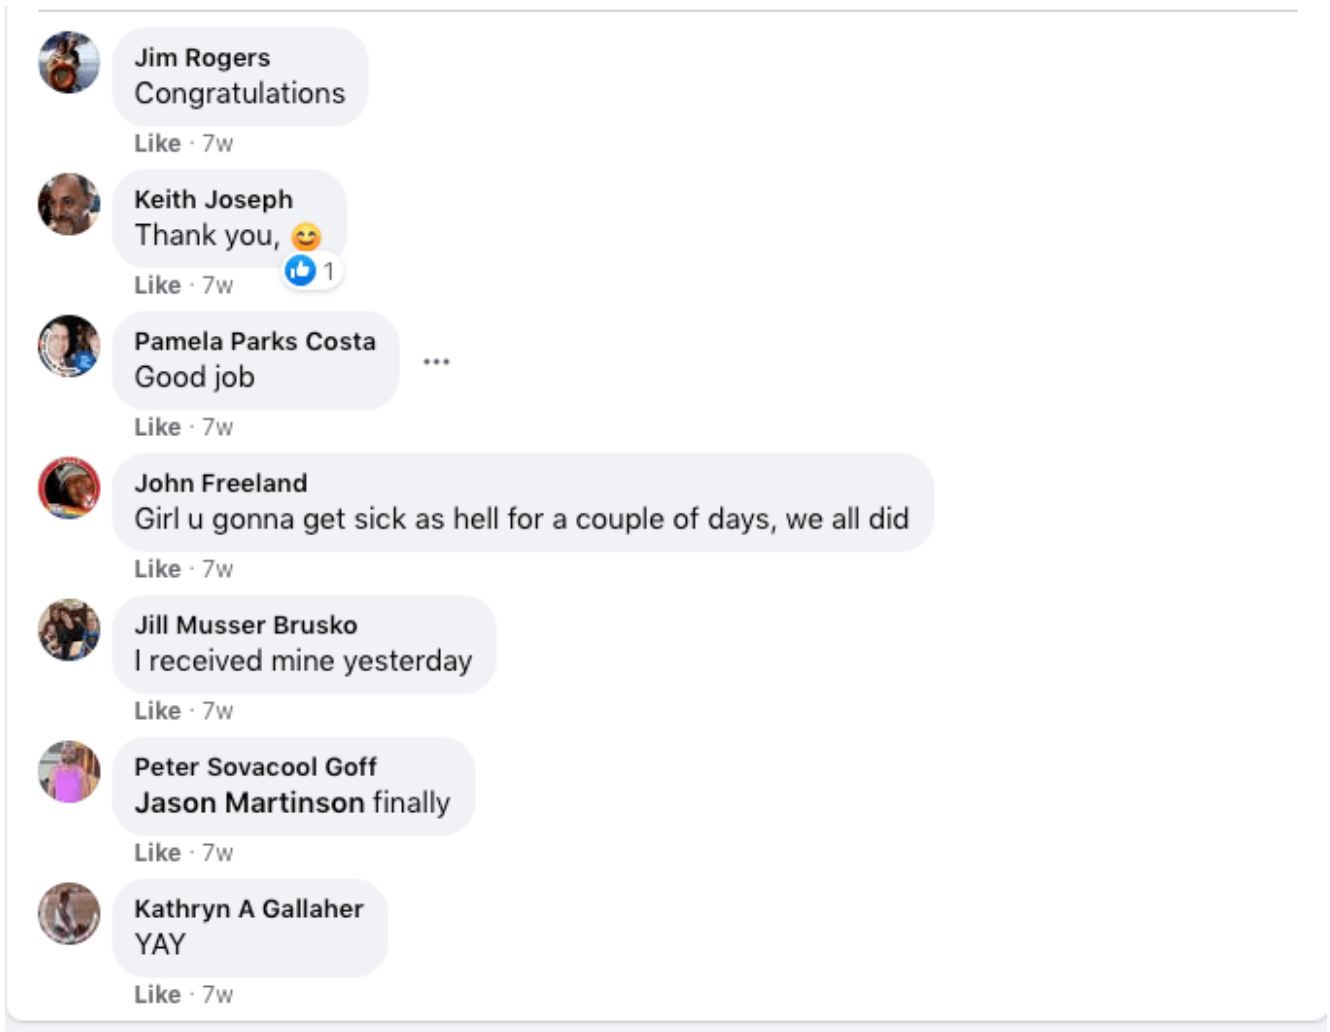 Jim Rogers
Congratulations
Like · 7w
Keith Joseph
Thank you, 😊
1
Like · 7w
Pamela Parks Costa
Good job
Like · 7w
John Freeland
Girl u gonna get sick as hell for a couple of days, we all did
Like · 7w
Jill Musser Brusko
I received mine yesterday
Like · 7w
Peter Sovacool Goff
Jason Martinson finally
Like · 7w
Kathryn A Gallaher
YAY
Like · 7w